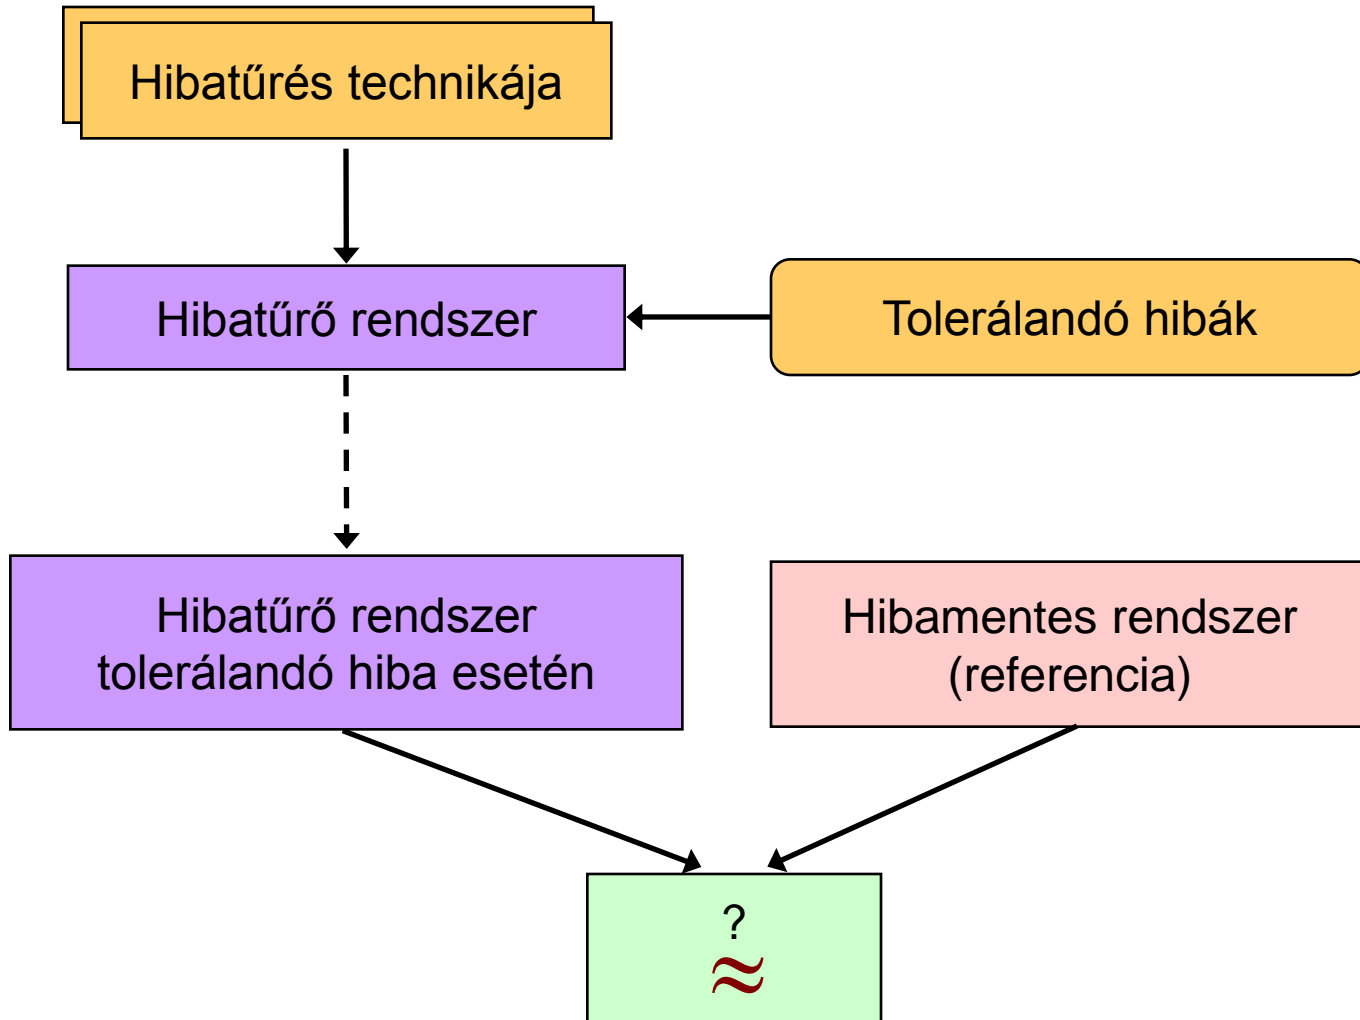 Hibatűrés technikája
Hibatűrő rendszer
Tolerálandó hibák
Hibatűrő rendszer
tolerálandó hiba esetén
Hibamentes rendszer
(referencia)
?
≈